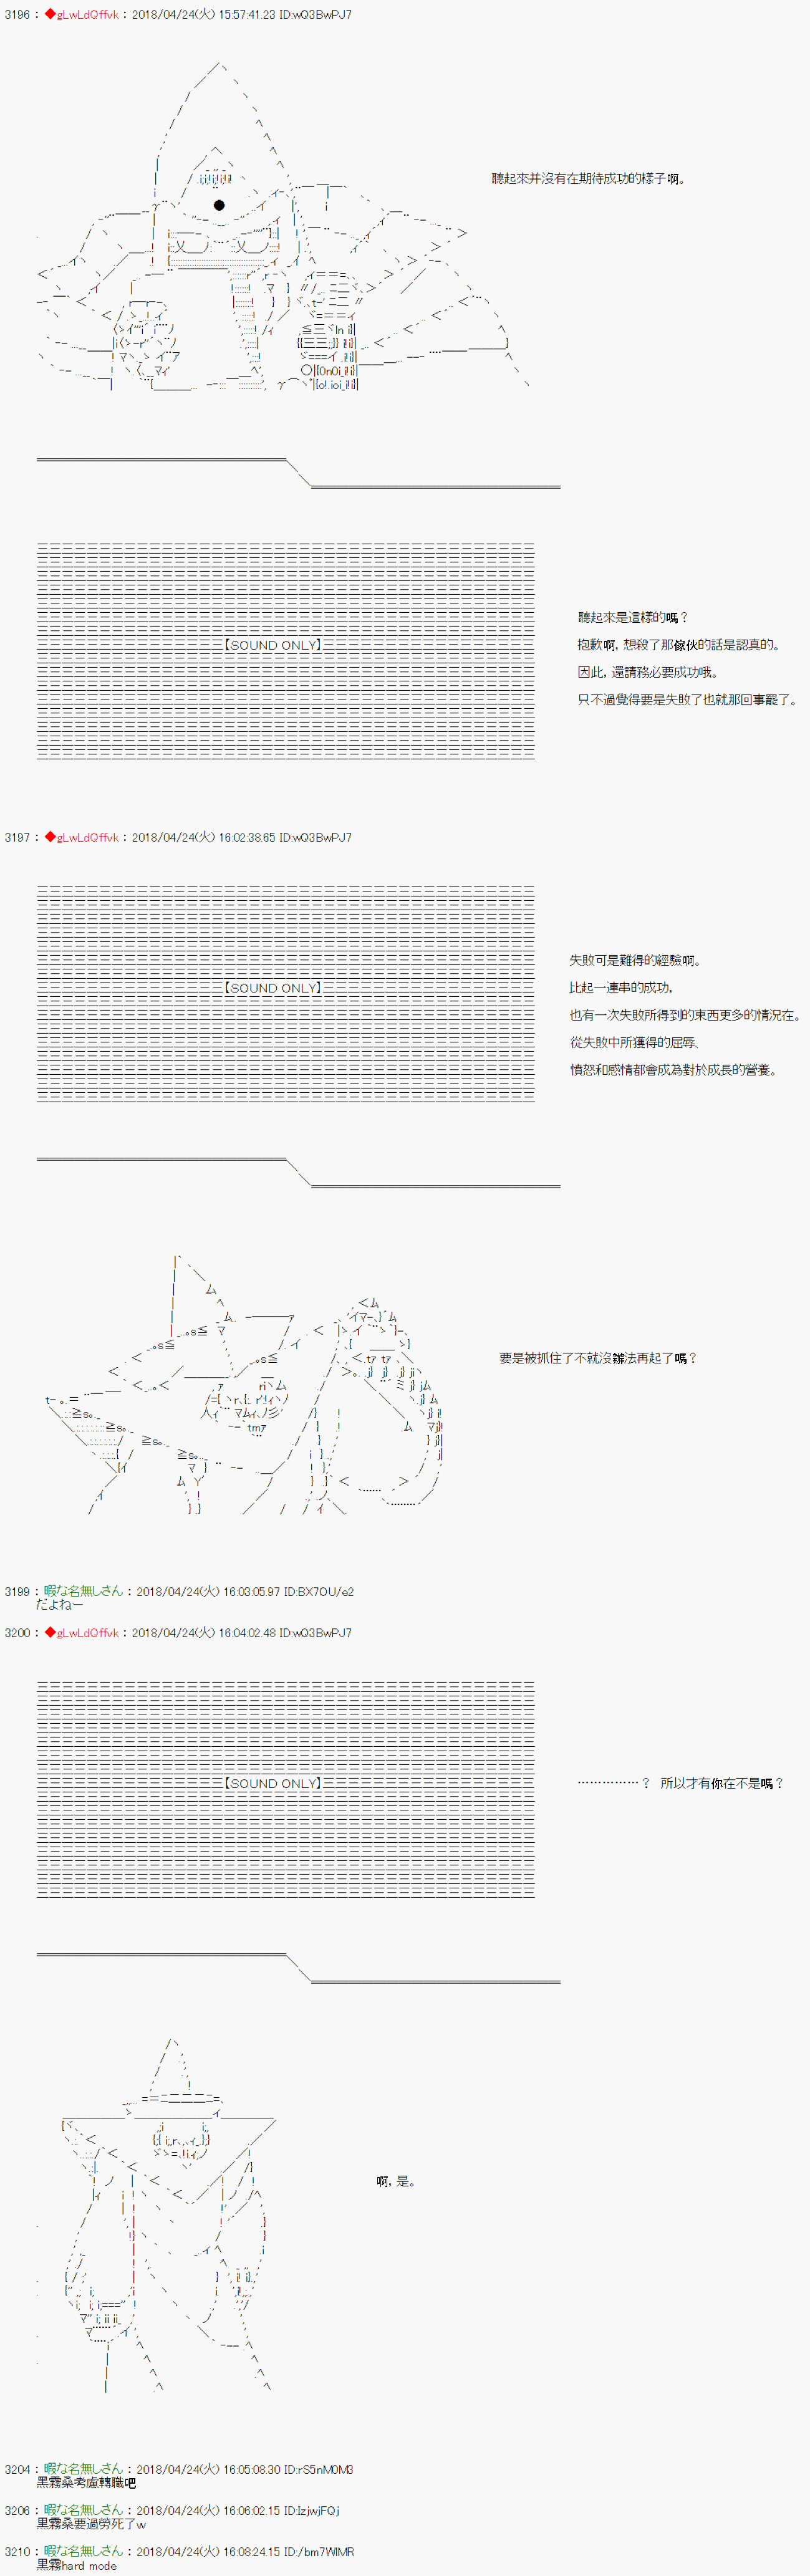 3196 : ◆gLwLdQffvk : 2018/04/24(火) 15:57:41.23 ID:wQ3BwPJ7
聽起來并沒有在期待成功的樣子啊。
【SOUND ONLY】
聽起來是這樣的嗎？
抱歉啊，想殺了那傢伙的話是認真的。
因此，還請務必要成功哦。
只不過覺得要是失敗了也就那回事罷了。
3197 : ◆gLwLdQffvk : 2018/04/24(火) 16:02:38.65 ID:wQ3BwPJ7
【SOUND ONLY】
失敗可是難得的經驗啊。
比起一連串的成功，
也有一次失敗所得到的東西更多的情況在。
從失敗中所獲得的屈辱、
憤怒和感情都會成為對於成長的營養。
要是被抓住了不就沒辦法再起了嗎？
3199 : 暇な名無しさん : 2018/04/24(火) 16:03:05.97 ID:BX7OU/e2
だよねー
3200 : ◆gLwLdQffvk : 2018/04/24(火) 16:04:02.48 ID:wQ3BwPJ7
【SOUND ONLY】
……………？ 所以才有你在不是嗎？
啊，是。
3204 : 暇な名無しさん : 2018/04/24(火) 16:05:08.30 ID:rS5nM0M3
黑霧桑考慮轉職吧
3206 : 暇な名無しさん : 2018/04/24(火) 16:06:02.15 ID:IzjwjFQj
黒霧桑要過勞死了w
3210 : 暇な名無しさん : 2018/04/24(火) 16:08:24.15 ID:/bm7WlMR
黒霧hard mode